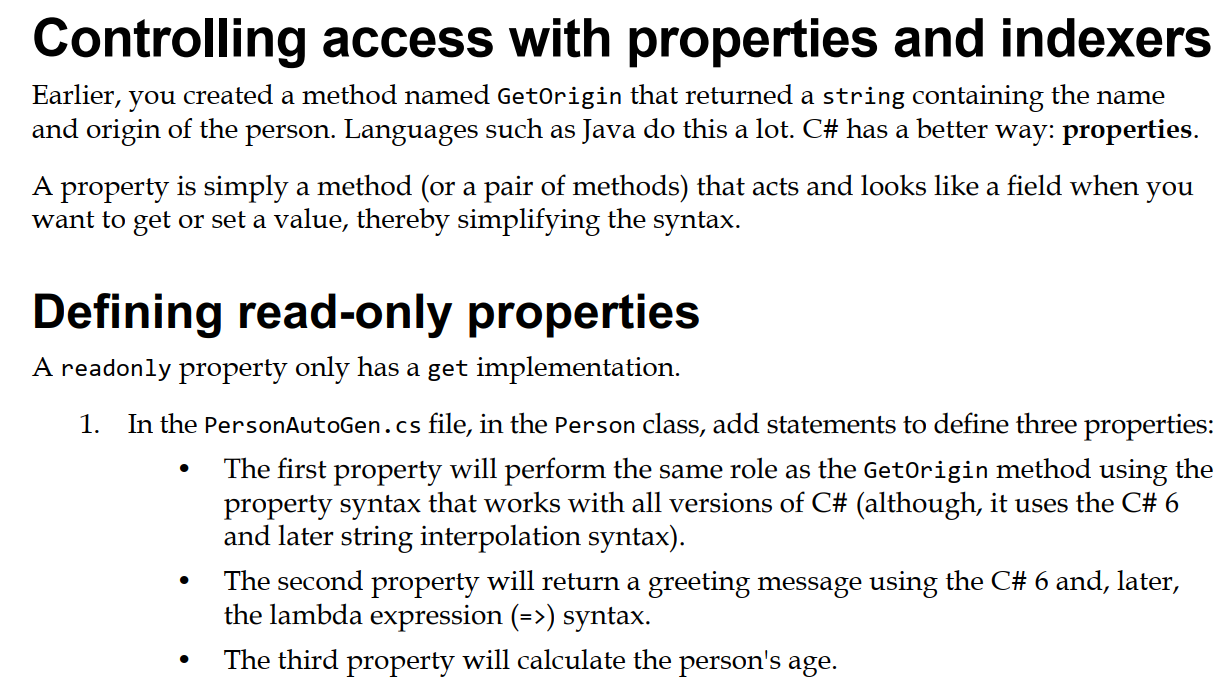 Controlling access with properties and indexers
Earlier, you created a method named GetOrigin that returned a string containing the name
and origin of the person. Languages such as Java do this a lot. C# has a better way: properties.
A property is simply a method (or a pair of methods) that acts and looks like a field when you
want to get or set a value, thereby simplifying the syntax.
Defining read-only properties
A readonly property only has a get implementation.
1. In the PersonAutoGen.cs file, in the Person class, add statements to define three properties:
• The first property will perform the same role as the GetOrigin method using the
property syntax that works with all versions of C# (although, it uses the C# 6
and later string interpolation syntax).
• The second property will return a greeting message using the C# 6 and, later,
the lambda expression (=>) syntax.
• The third property will calculate the person's age.